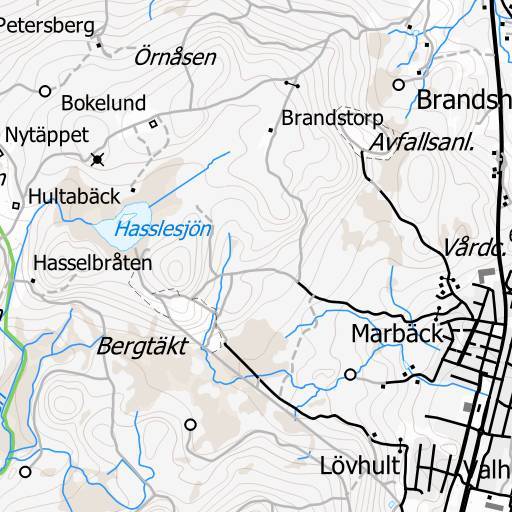 Petersberg
Örnåsen
Bokelund
Brandsh
Nytäppet
Brandstorp
Avfallsanl.
Hultabäck
Hasslesjön
Vårdc.
Hasselbråten
Bergtäkt
Marbäck
Lövhult
Valh